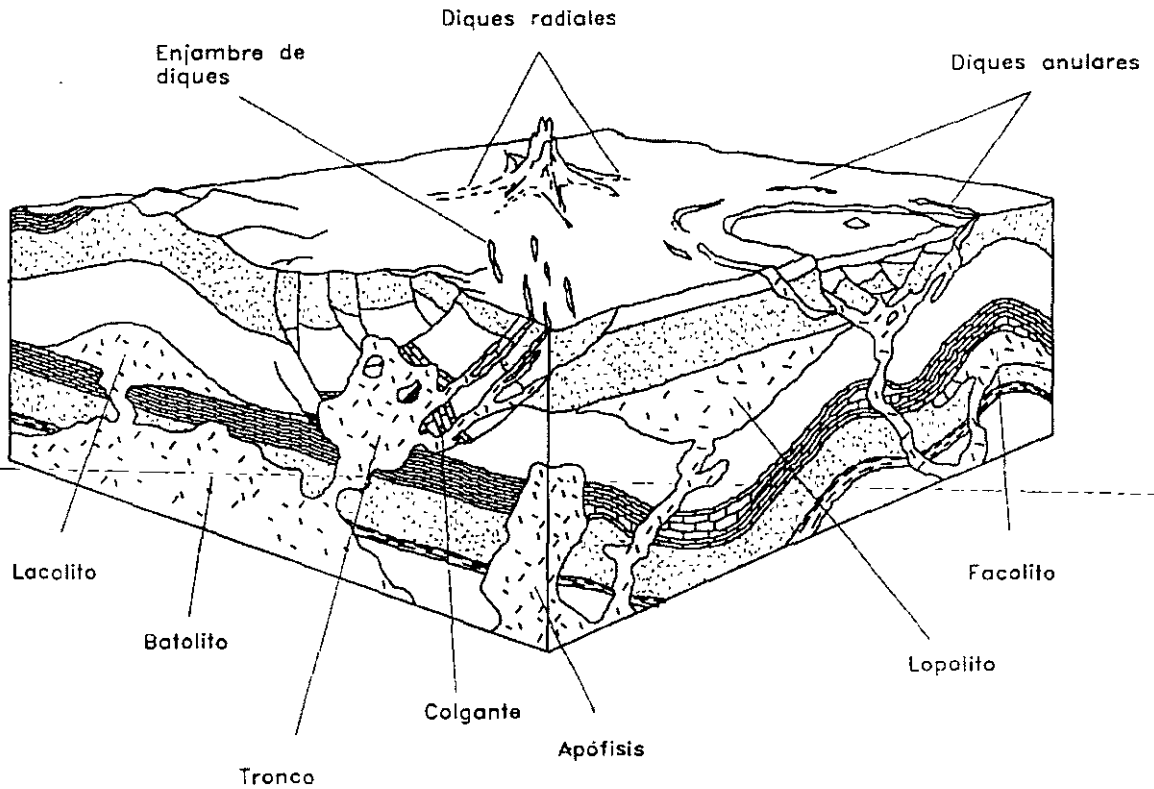 Diques radiales
Enjambre de
diques
Diques anulares
Lacolito
Facolito
Batolito
Lopolito
Colgante
Apófisis
Tronco